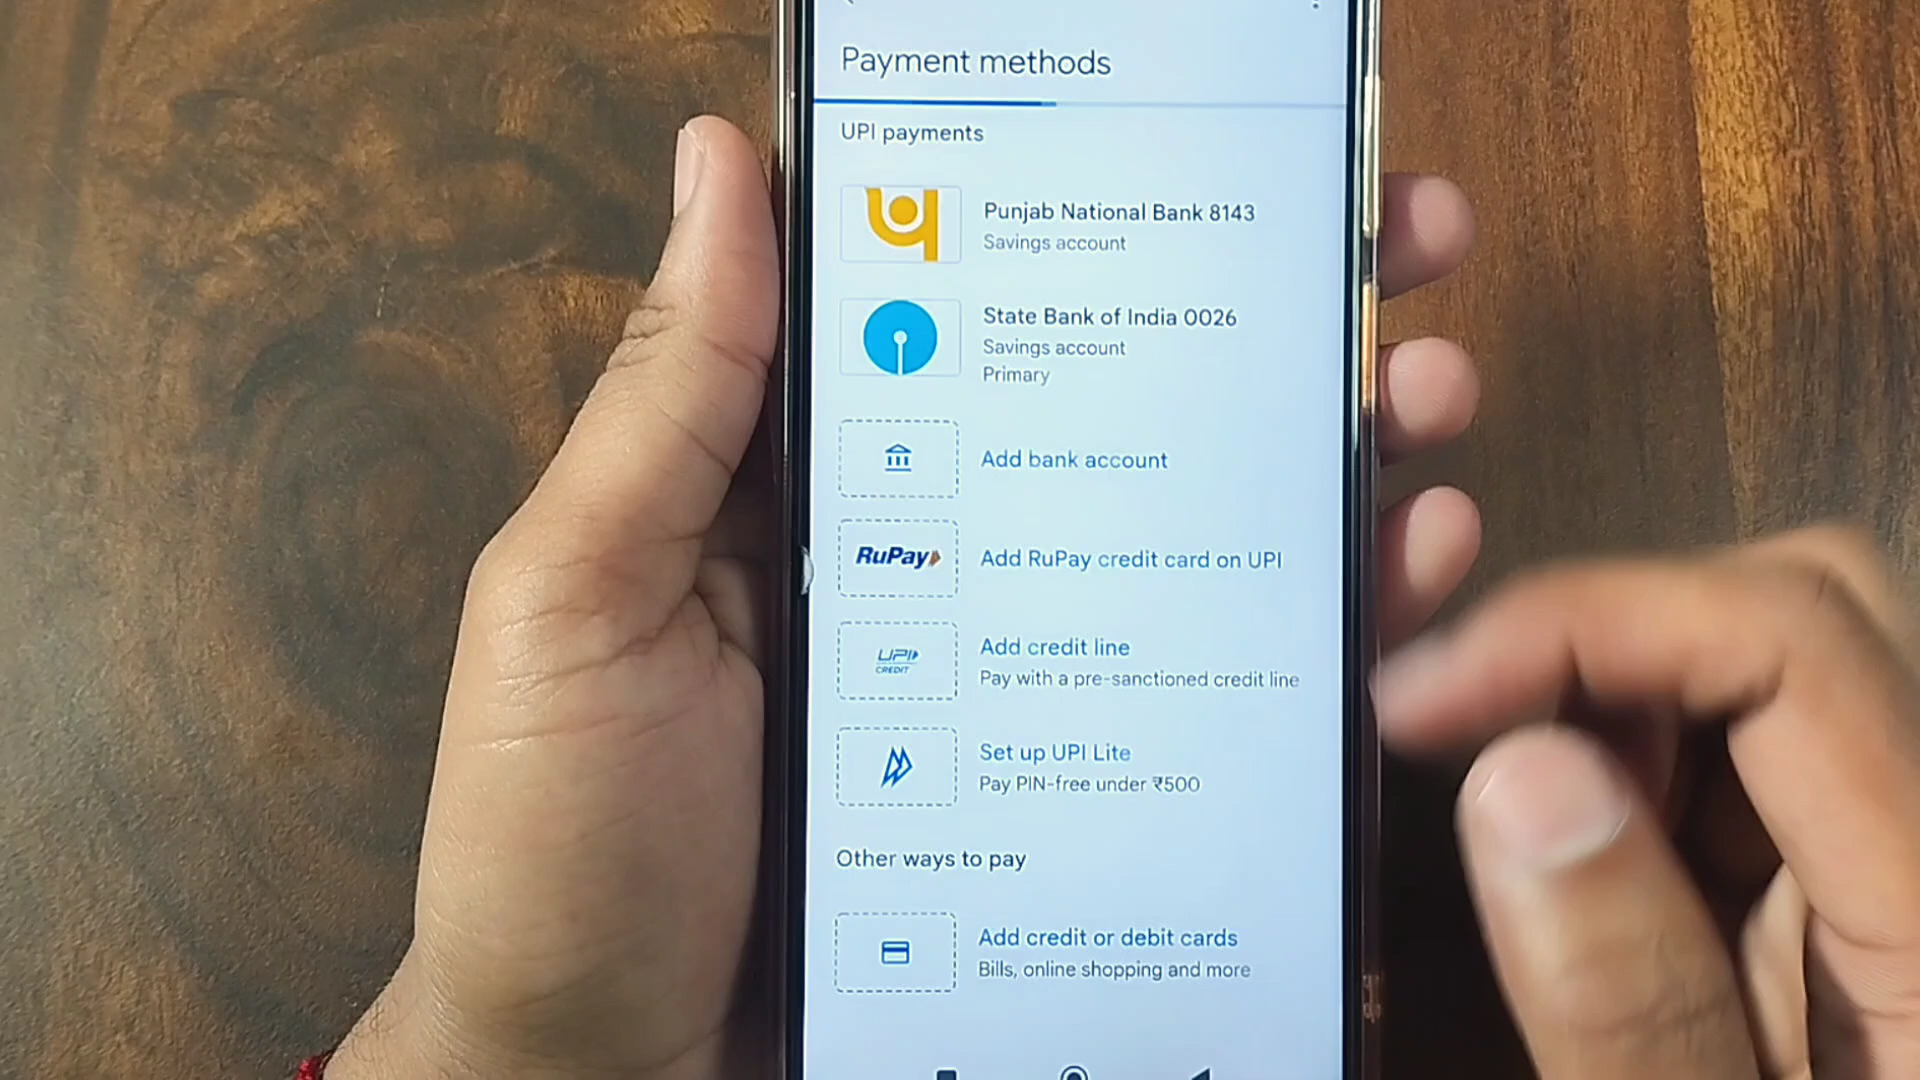 Payment methods
UPI payments
Punjab National Bank 8143
Savings account
State Bank of India 0026
Savings account
Primary
Add bank account
RuPay
Add RuPay credit card on UPI
UPI
CREDIT
Add credit line
Pay with a pre-sanctioned credit line
Set up UPI Lite
Pay PIN-free under ₹500
Other ways to pay
Add credit or debit cards
Bills, online shopping and more